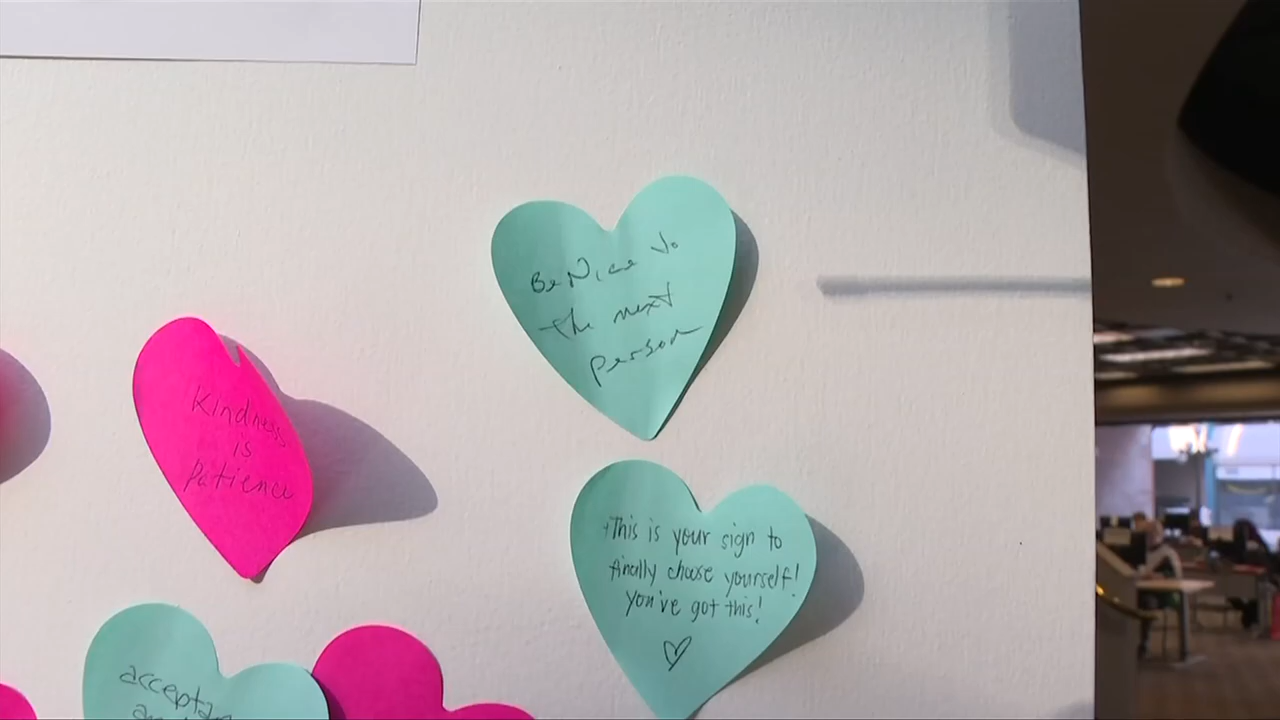 Be Nice to
the next
person
Kindness
is
Patience
This is your sign to
finally choose yourself!
You've got this!